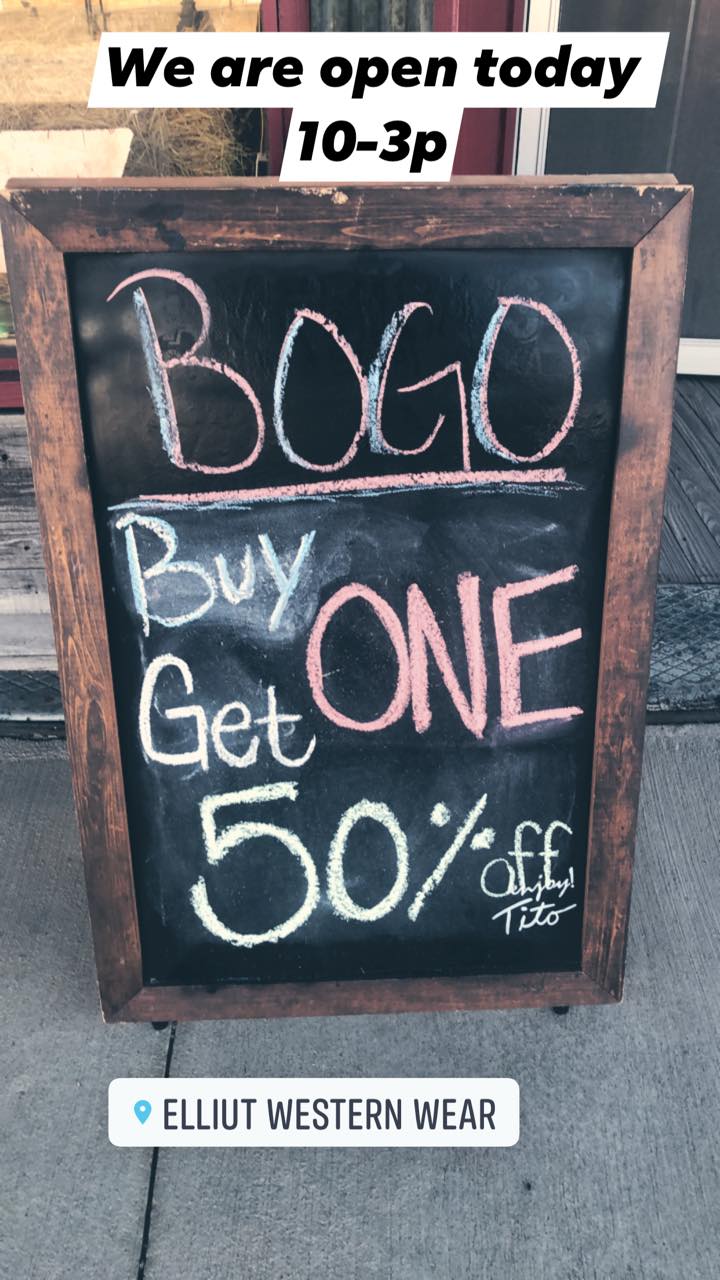 We are open today
10-3p
BOGO
Buy
ONE
Get
50% off
enjoy!
Tito
ELLIUT WESTERN WEAR